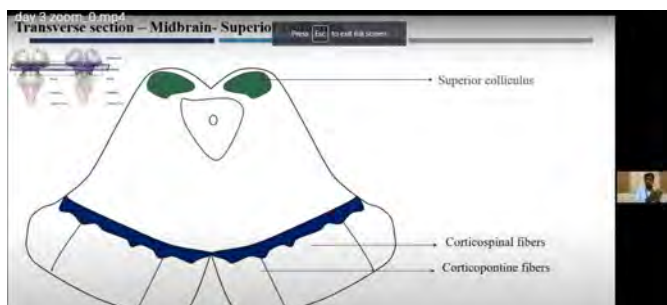 day 3 zoom_0.mp4
Transverse section – Midbrain- Superior
Press Esc to exit full screen
Superior colliculus
Corticospinal fibers
Corticopontine fibers